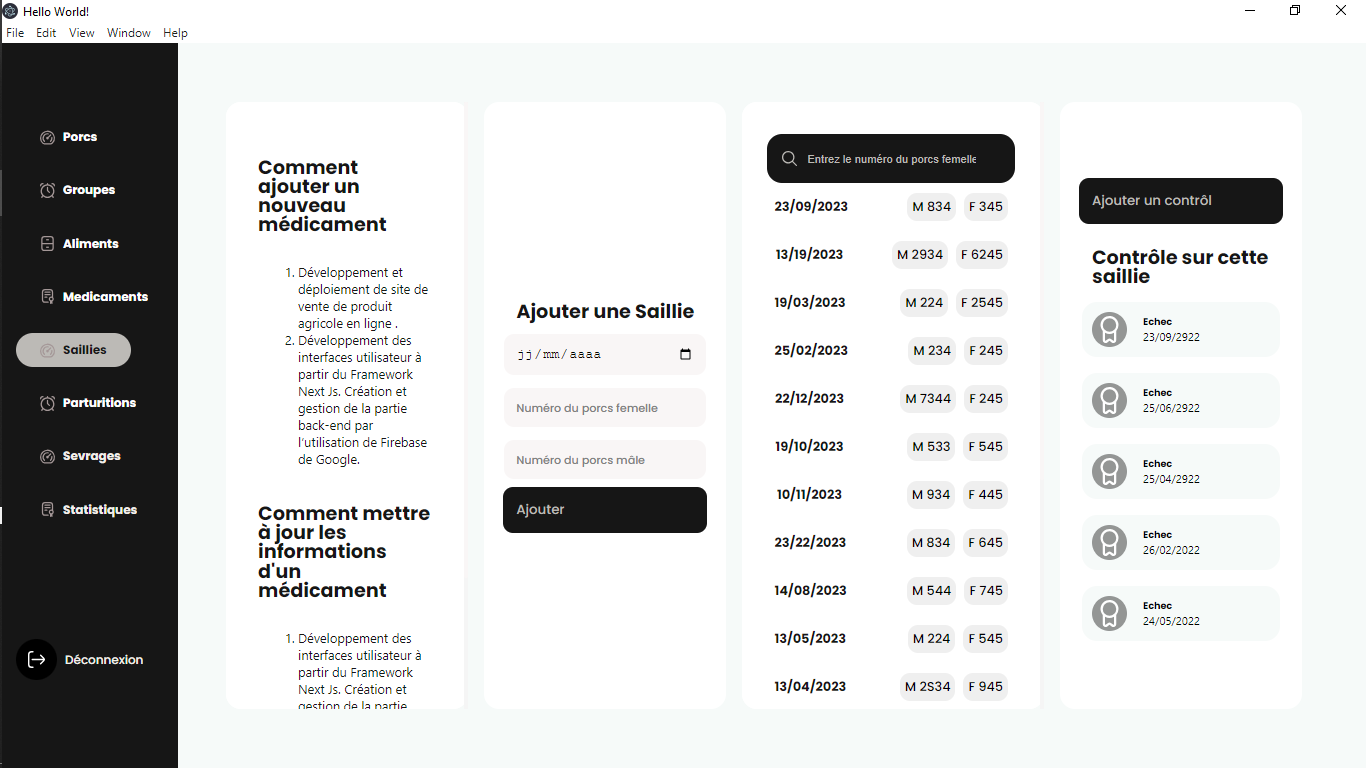 Hello World!
File Edit View Window Help
Porcs
Groupes
Aliments
Medicaments
Saillies
Parturitions
Sevrages
Statistiques
Déconnexion
Comment
ajouter un
nouveau
médicament
1. Développement et
déploiement de site de
vente de produit
agricole en ligne .
2. Développement des
interfaces utilisateur à
partir du Framework
Next Js. Création et
gestion de la partie
back-end par
l'utilisation de Firebase
de Google.
Comment mettre
à jour les
informations
d'un
médicament
1. Développement des
interfaces utilisateur à
partir du Framework
Next Js. Création et
gestion de la partie
Ajouter une Saillie
jj/mm/aaaa
Numéro du porcs femelle
Numéro du porcs mâle
Ajouter
Entrez le numéro du porcs femelle
23/09/2023 M 834 F 345
13/19/2023 M 2934 F 6245
19/03/2023 M 224 F 2545
25/02/2023 M 234 F 245
22/12/2023 M 7344 F 245
19/10/2023 M 533 F 545
10/11/2023 M 934 F 445
23/22/2023 M 834 F 645
14/08/2023 M 544 F 745
13/05/2023 M 224 F 545
13/04/2023 M 2S34 F 945
Ajouter un contrôl
Contrôle sur cette
saillie
Echec
23/09/2922
Echec
25/06/2922
Echec
25/04/2922
Echec
26/02/2022
Echec
24/05/2022